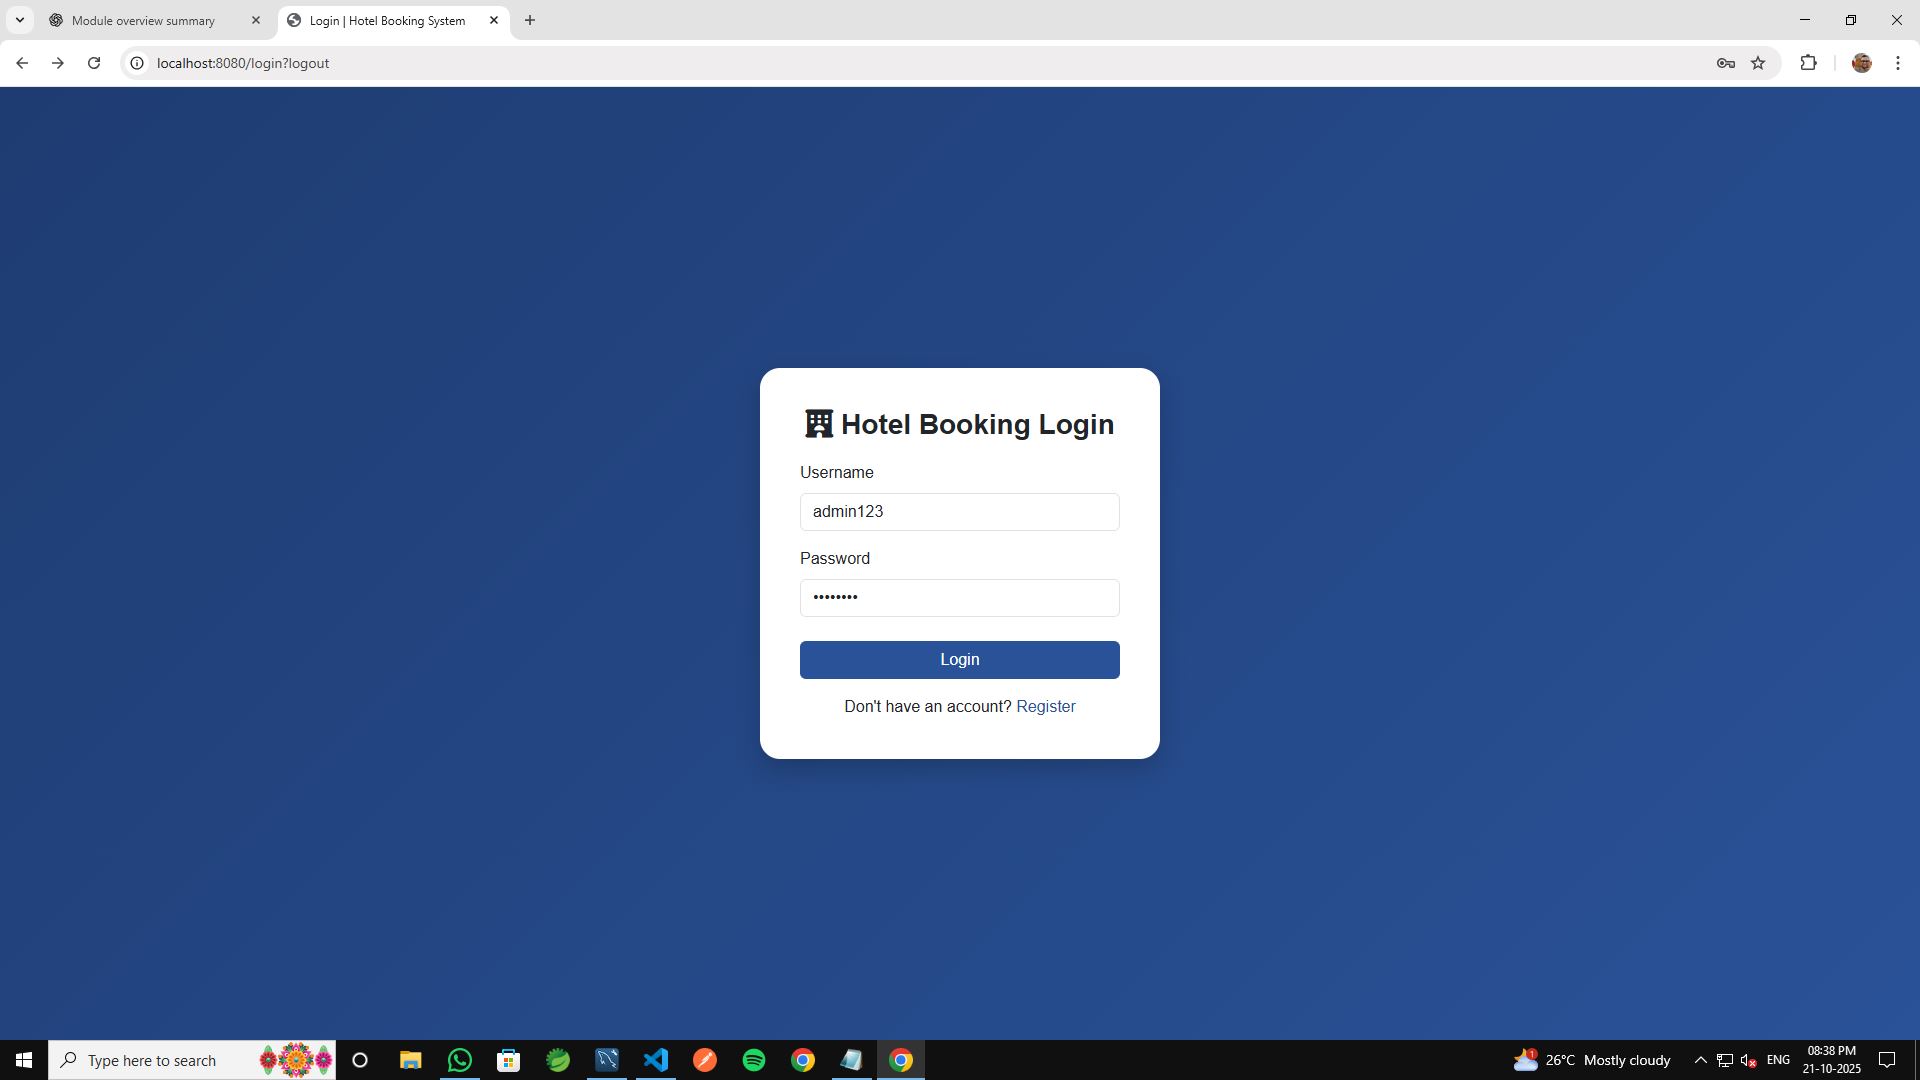 Module overview summary
Login | Hotel Booking System
localhost:8080/login?logout
Hotel Booking Login
Username
admin123
Password
••••••••
Login
Don't have an account? Register
Type here to search
1
26°C Mostly cloudy
ENG
08:38 PM
21-10-2025